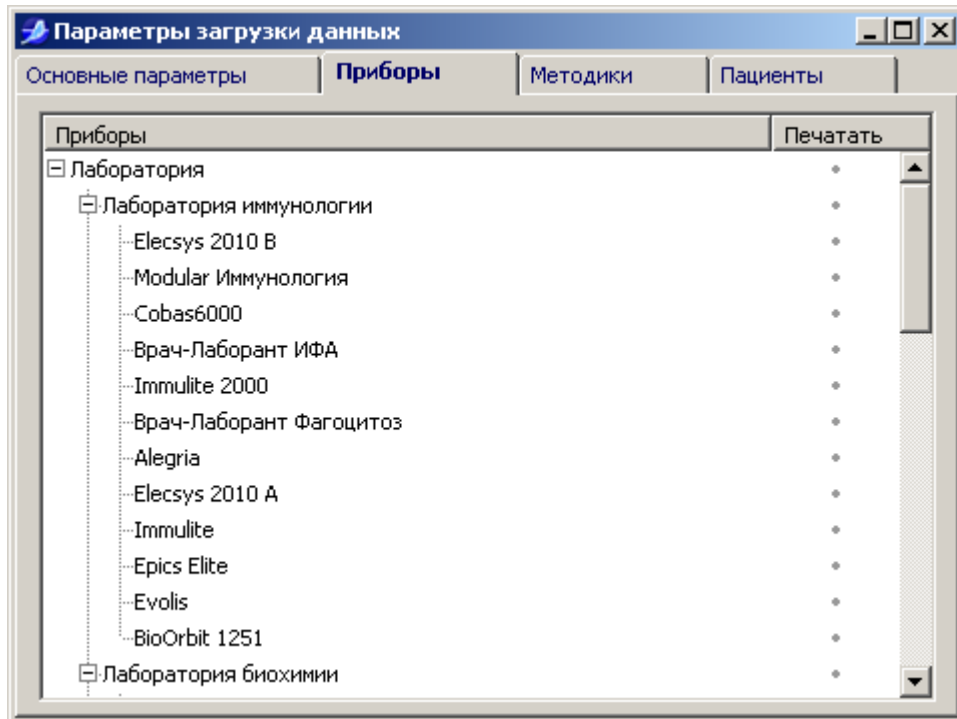 Параметры загрузки данных
Основные параметры Приборы Методики Пациенты
Приборы Печатать
Лаборатория
Лаборатория иммунологии
Elecsys 2010 B
Modular Иммунология
Cobas6000
Врач-Лаборант ИФА
Immulite 2000
Врач-Лаборант Фагоцитоз
Alegria
Elecsys 2010 A
Immulite
Epics Elite
Evolis
BioOrbit 1251
Лаборатория биохимии